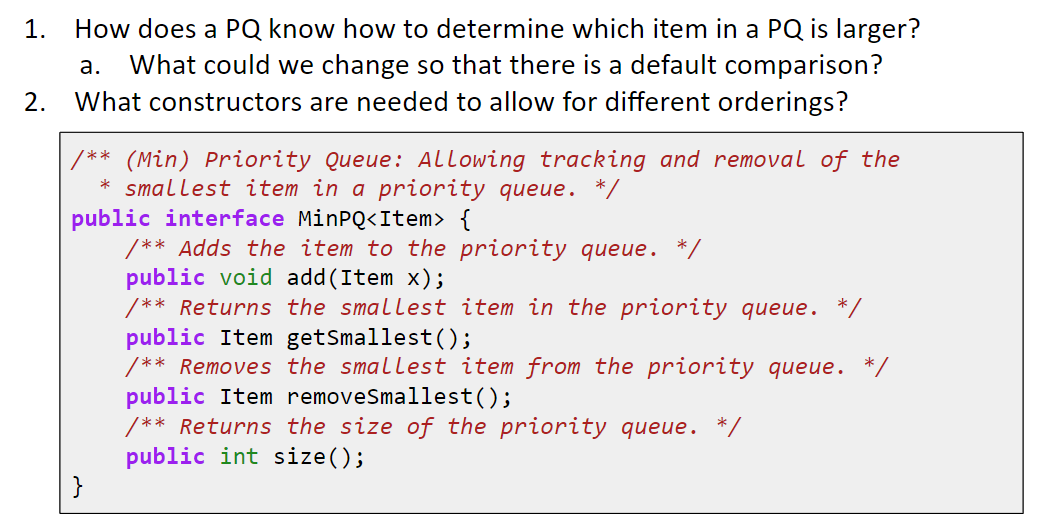 1. How does a PQ know how to determine which item in a PQ is larger?
a. What could we change so that there is a default comparison?
2. What constructors are needed to allow for different orderings?
/** (Min) Priority Queue: Allowing tracking and removal of the
* smallest item in a priority queue. */
public interface MinPQ<Item> {
/** Adds the item to the priority queue. */
public void add(Item x);
/** Returns the smallest item in the priority queue. */
public Item getSmallest();
/** Removes the smallest item from the priority queue. */
public Item removeSmallest();
/** Returns the size of the priority queue. */
public int size();
}